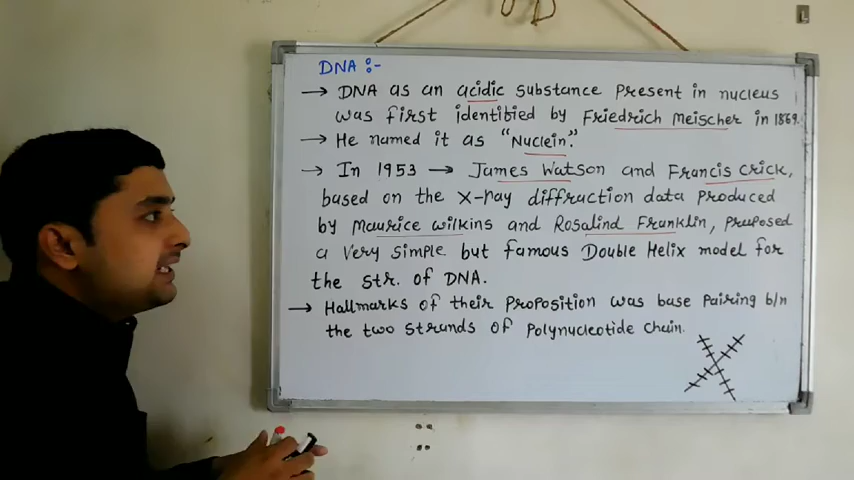 DNA :-
→ DNA as an acidic substance present in nucleus
was first identified by Friedrich Meischer in 1869.
→ He named it as "Nuclein".
→ In 1953 → James Watson and Francis Crick,
based on the X-ray diffraction data produced
by Maurice Wilkins and Rosalind Franklin, proposed
a very simple but famous Double Helix model for
the str. of DNA.
→ Hallmarks of their proposition was base pairing b/n
the two strands of polynucleotide chain.